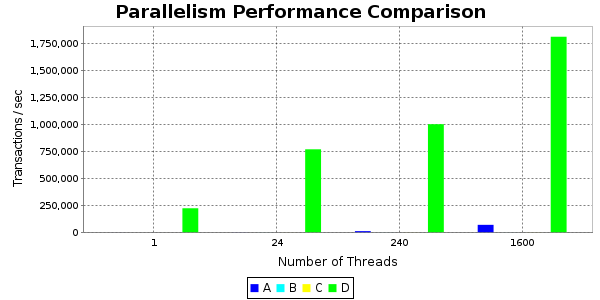 Parallelism Performance Comparison
Transactions / sec
1,750,000
1,500,000
1,250,000
1,000,000
750,000
500,000
250,000
0
1 24 240 1600
Number of Threads
A B C D